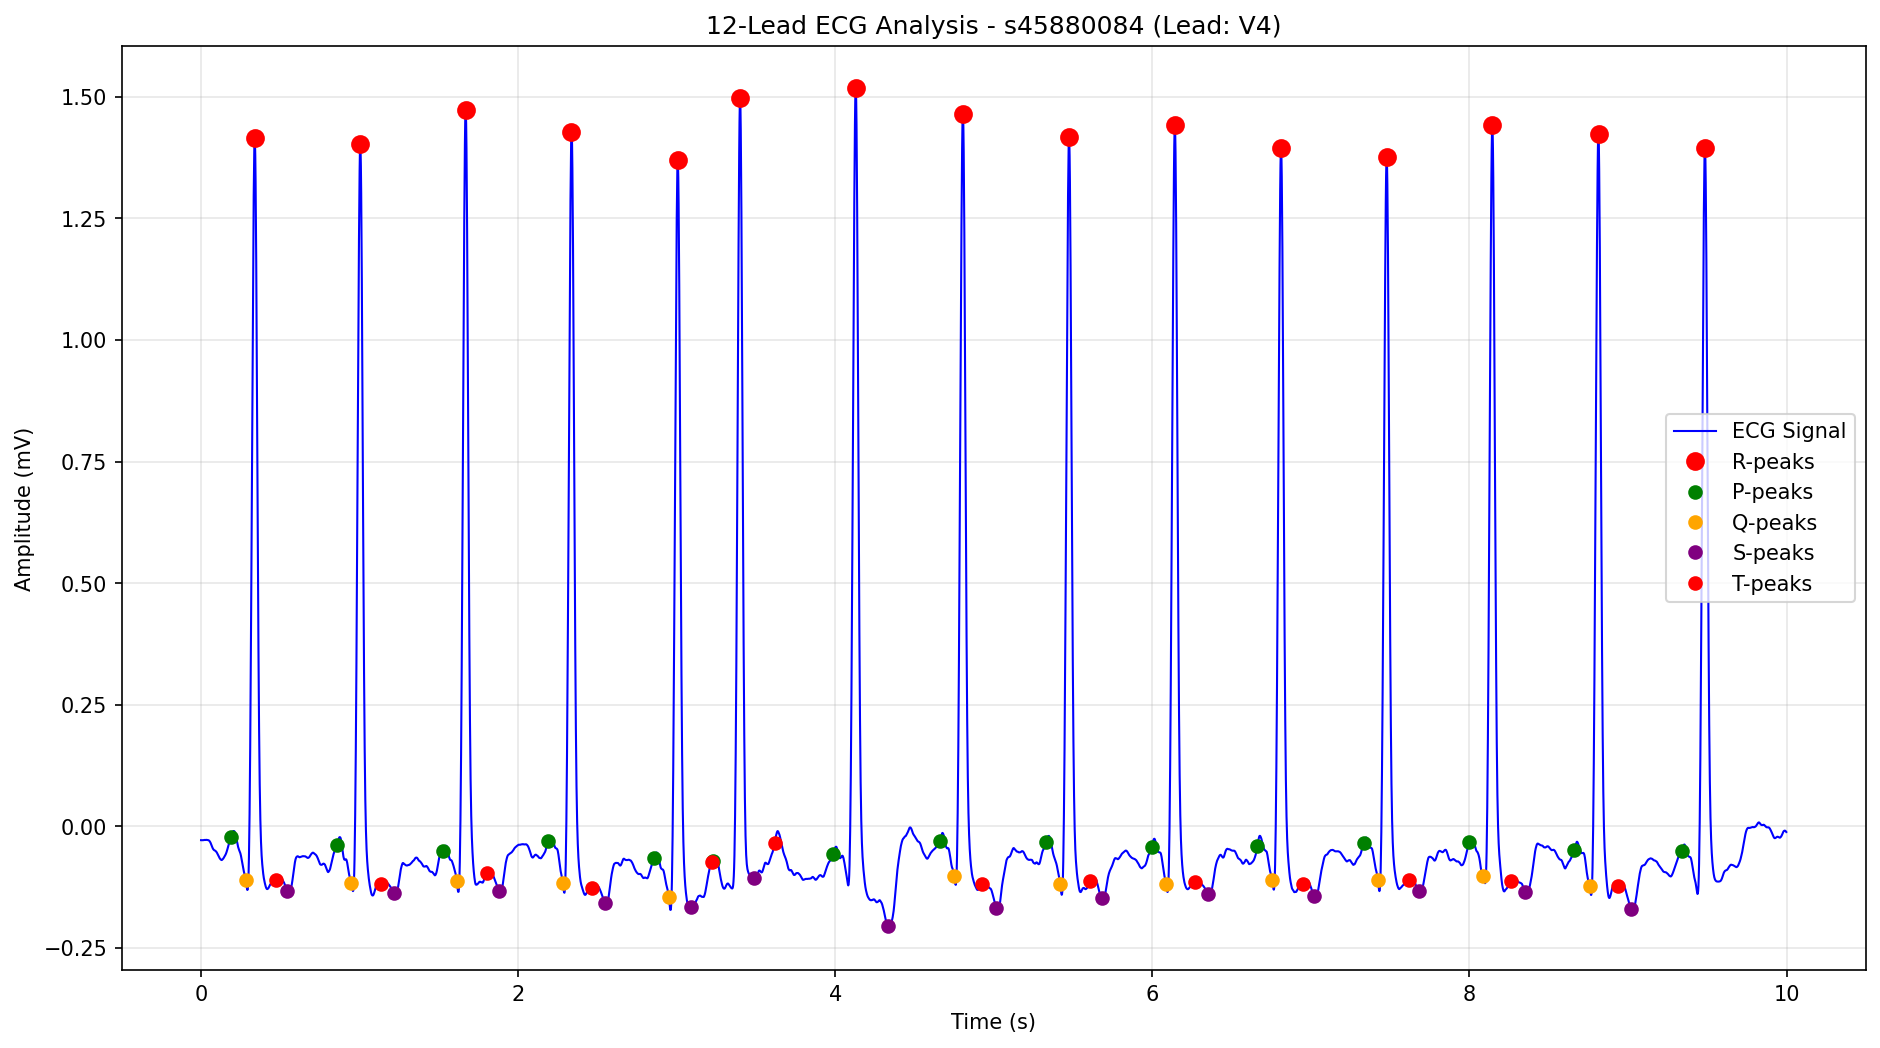 12-Lead ECG Analysis - s45880084 (Lead: V4)
Amplitude (mV)
1.50
1.25
1.00
0.75
0.50
0.25
0.00
−0.25
ECG Signal
R-peaks
P-peaks
Q-peaks
S-peaks
T-peaks
0 2 4 6 8 10
Time (s)